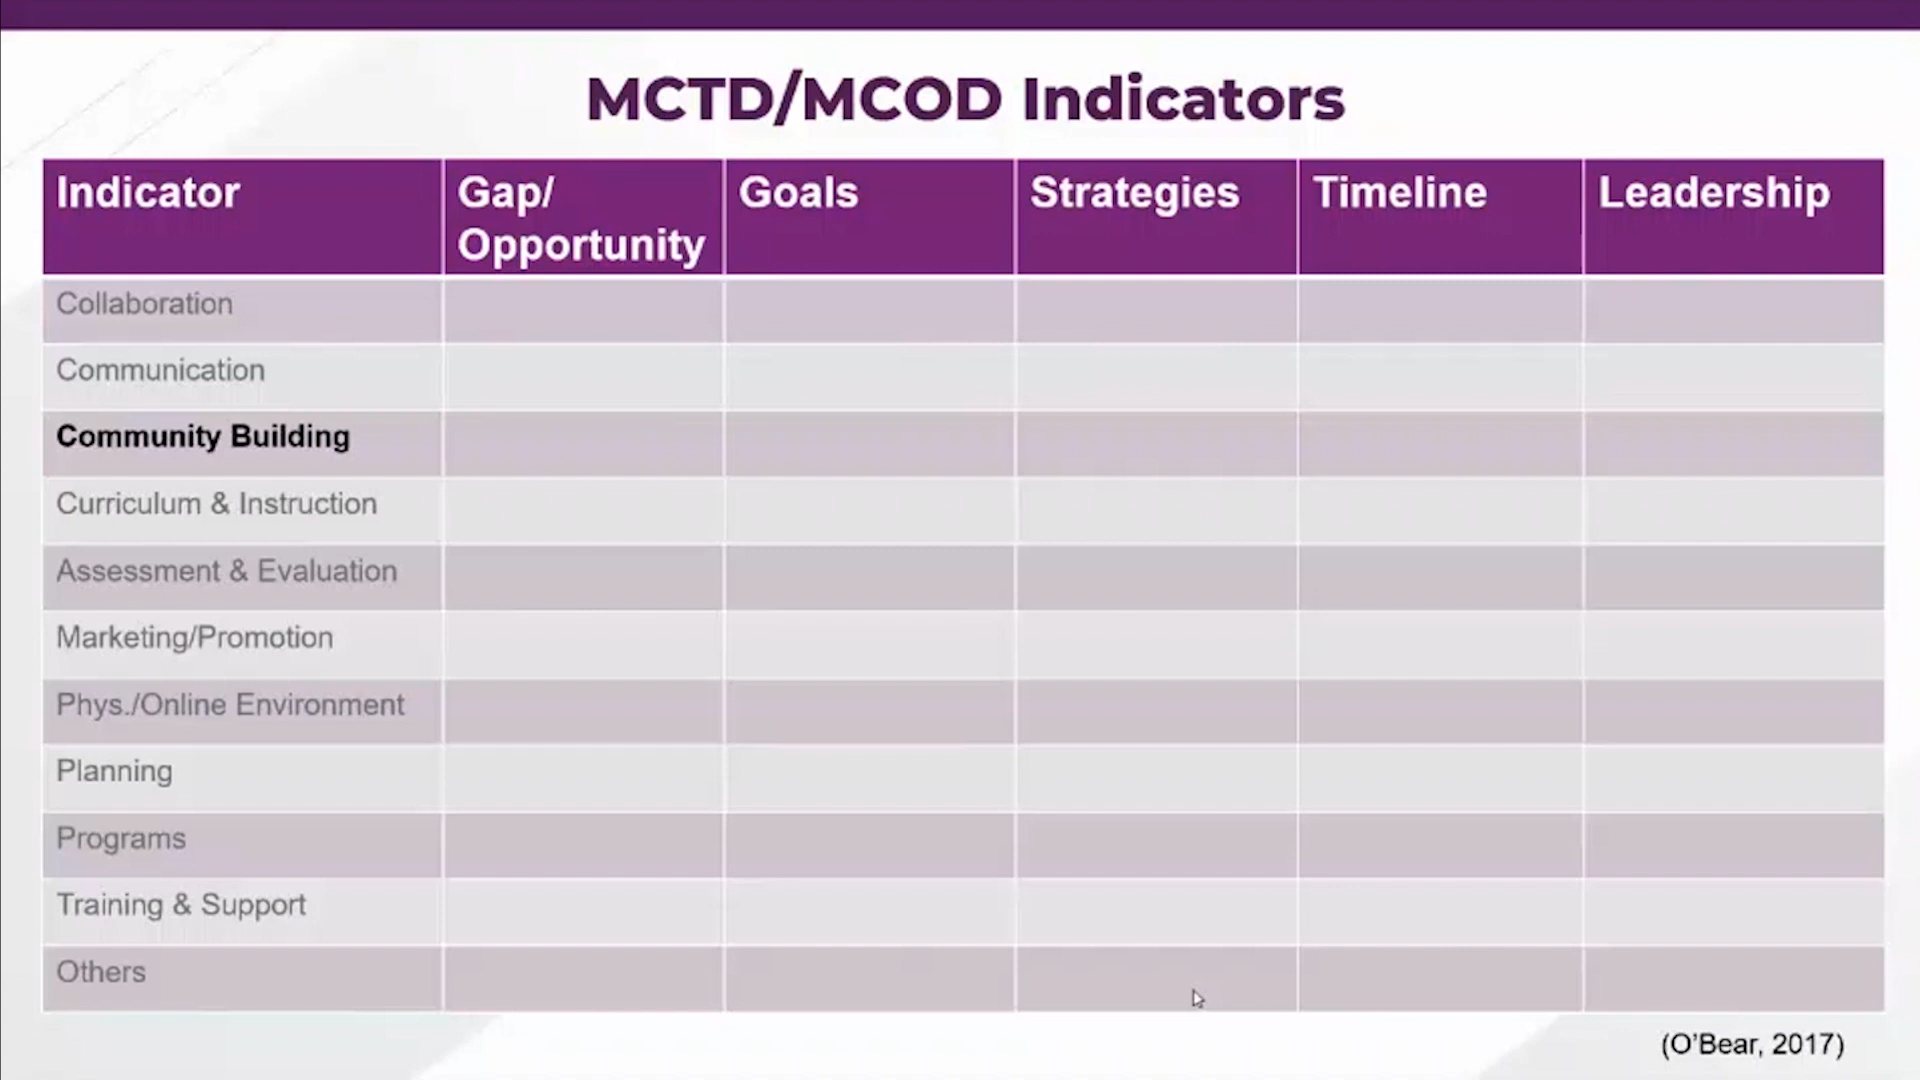 MCTD/MCOD Indicators
Indicator
Gap/
Opportunity
Goals
Strategies
Timeline
Leadership
Collaboration
Communication
Community Building
Curriculum & Instruction
Assessment & Evaluation
Marketing/Promotion
Phys./Online Environment
Planning
Programs
Training & Support
Others
(O'Bear, 2017)